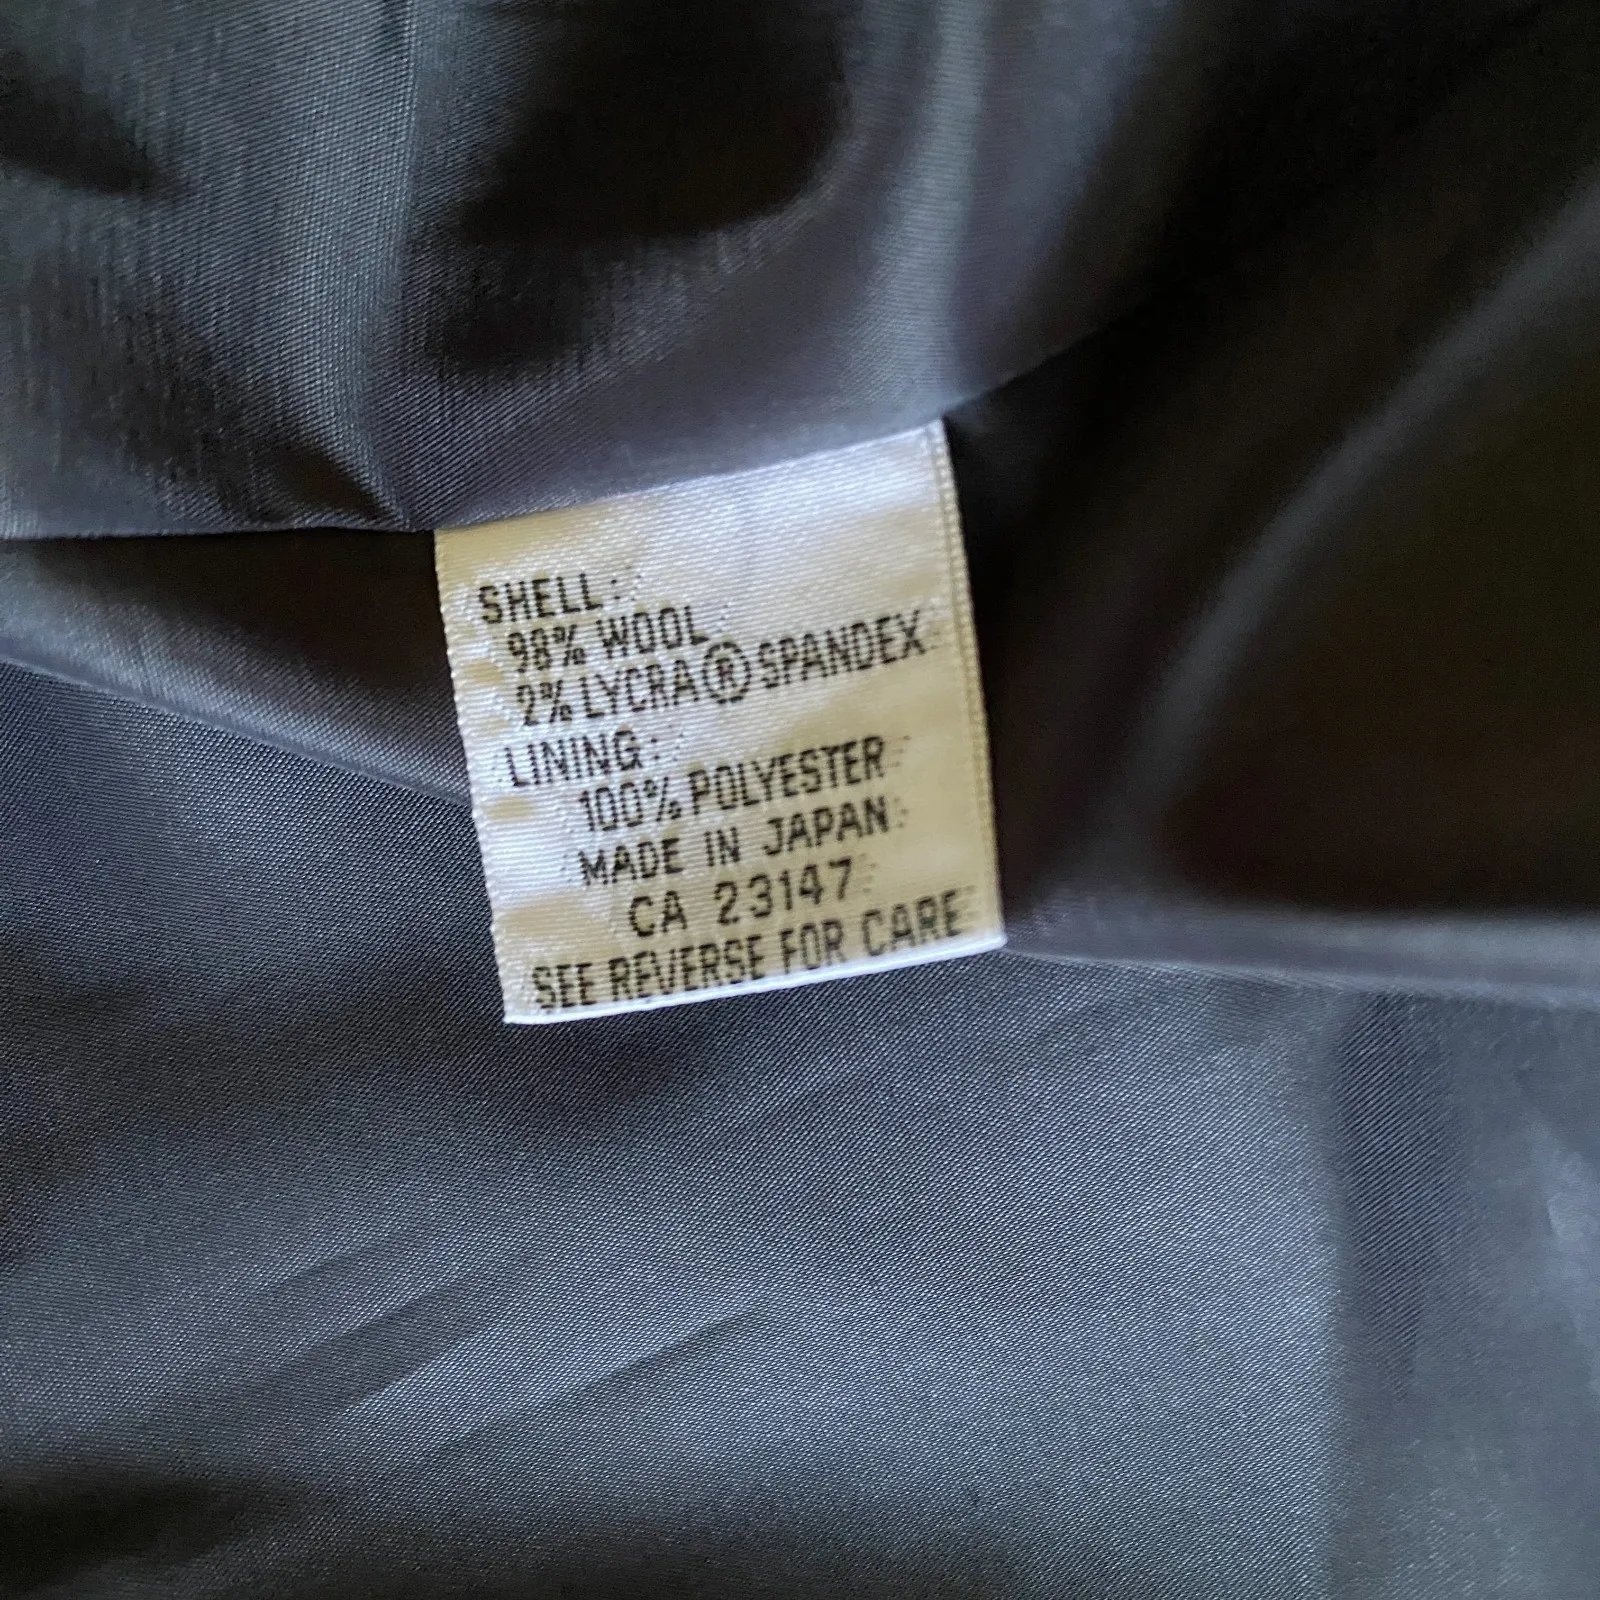 SHELL:
98% WOOL
2% LYCRA® SPANDEX
LINING:
100% POLYESTER
MADE IN JAPAN
CA 23147
SEE REVERSE FOR CARE